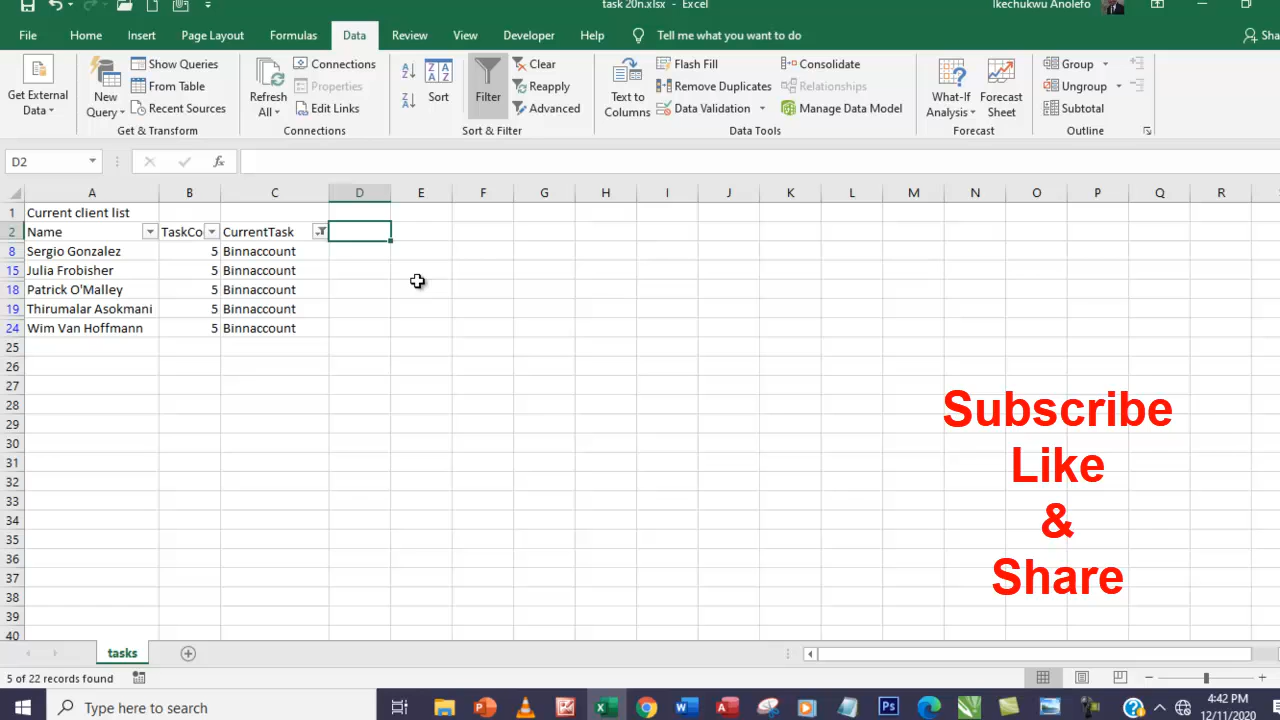 task 20n.xlsx - Excel
Ikechukwu Anolefo
File Home Insert Page Layout Formulas Data Review View Developer Help Tell me what you want to do
Get External Data
New Query
Show Queries
From Table
Recent Sources
Get & Transform
Refresh All
Connections
Properties
Edit Links
Connections
Sort
Filter
Clear
Reapply
Advanced
Sort & Filter
Text to Columns
Flash Fill
Remove Duplicates
Data Validation
Consolidate
Relationships
Manage Data Model
Data Tools
What-If Analysis
Forecast Sheet
Forecast
Group
Ungroup
Subtotal
Outline
D2
fx
A B C D E F G H I J K L M N O P Q R
1 Current client list
2 Name TaskCo CurrentTask
8 Sergio Gonzalez 5 Binnaccount
15 Julia Frobisher 5 Binnaccount
18 Patrick O'Malley 5 Binnaccount
19 Thirumalar Asokmani 5 Binnaccount
24 Wim Van Hoffmann 5 Binnaccount
25
26
27
28
29
30
31
32
33
34
35
36
37
38
39
40
Subscribe
Like
&
Share
tasks
5 of 22 records found
Type here to search
4:42 PM
12/11/2020